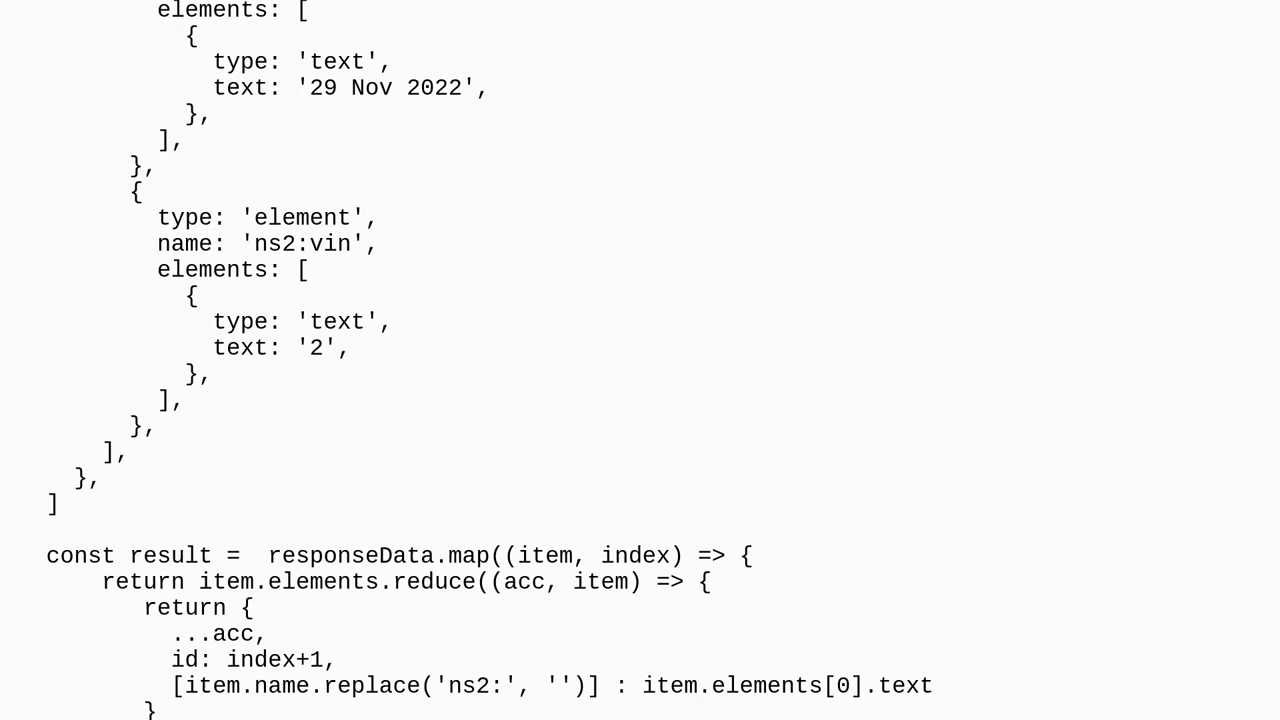 elements: [
{
type: 'text',
text: '29 Nov 2022',
},
],
},
{
type: 'element',
name: 'ns2:vin',
elements: [
{
type: 'text',
text: '2',
},
],
},
],
},
]
const result =  responseData.map((item, index) => {
return item.elements.reduce((acc, item) => {
return {
...acc,
id: index+1,
[item.name.replace('ns2:', '')] : item.elements[0].text
}